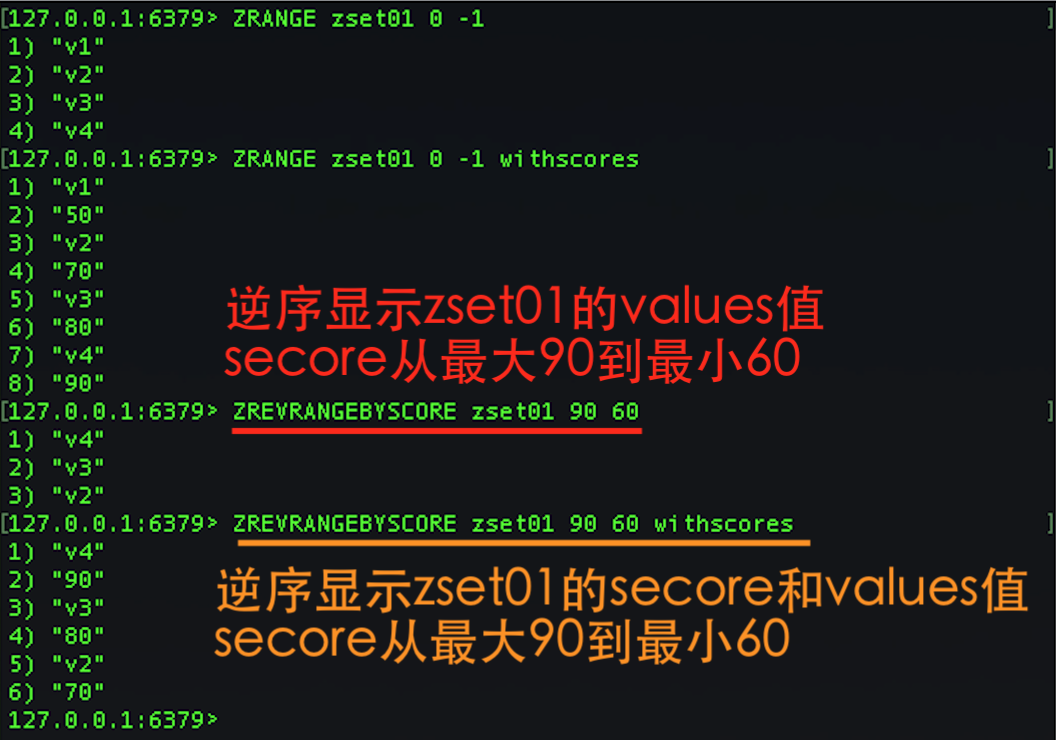 [127.0.0.1:6379> ZRANGE zset01 0 -1 ]
1) "v1"
2) "v2"
3) "v3"
4) "v4"
[127.0.0.1:6379> ZRANGE zset01 0 -1 withscores ]
1) "v1"
2) "50"
3) "v2"
4) "70"
5) "v3"
6) "80"
7) "v4"
8) "90"
逆序显示zset01的values值
secore从最大90到最小60
[127.0.0.1:6379> ZREVRANGEBYSCORE zset01 90 60 ]
1) "v4"
2) "v3"
3) "v2"
[127.0.0.1:6379> ZREVRANGEBYSCORE zset01 90 60 withscores ]
1) "v4"
2) "90"
3) "v3"
4) "80"
5) "v2"
6) "70"
逆序显示zset01的secore和values值
secore从最大90到最小60
127.0.0.1:6379>